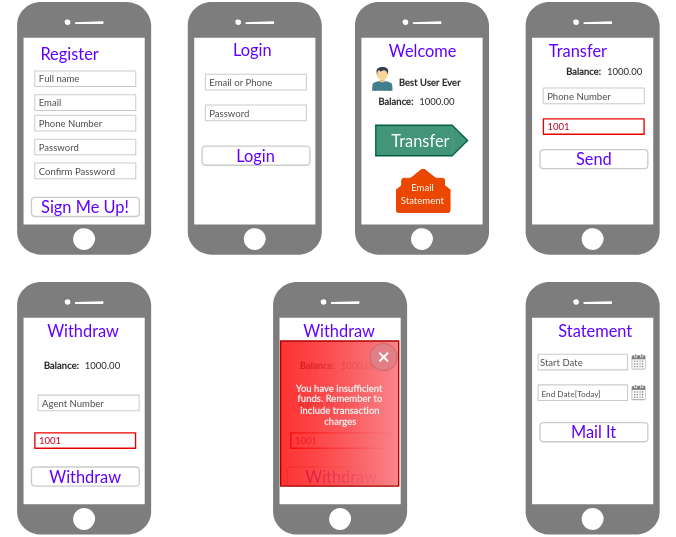 Register
Full name
Email
Phone Number
Password
Confirm Password
Sign Me Up!
Login
Email or Phone
Password
Login
Welcome
Best User Ever
Balance: 1000.00
Transfer
Email
Statement
Transfer
Balance: 1000.00
Phone Number
1001
Send
Withdraw
Balance: 1000.00
Agent Number
1001
Withdraw
Withdraw
Balance: 1000.00
You have insufficient
funds. Remember to
include transaction
charges
1001
Withdraw
Statement
Start Date
End Date[Today]
Mail It